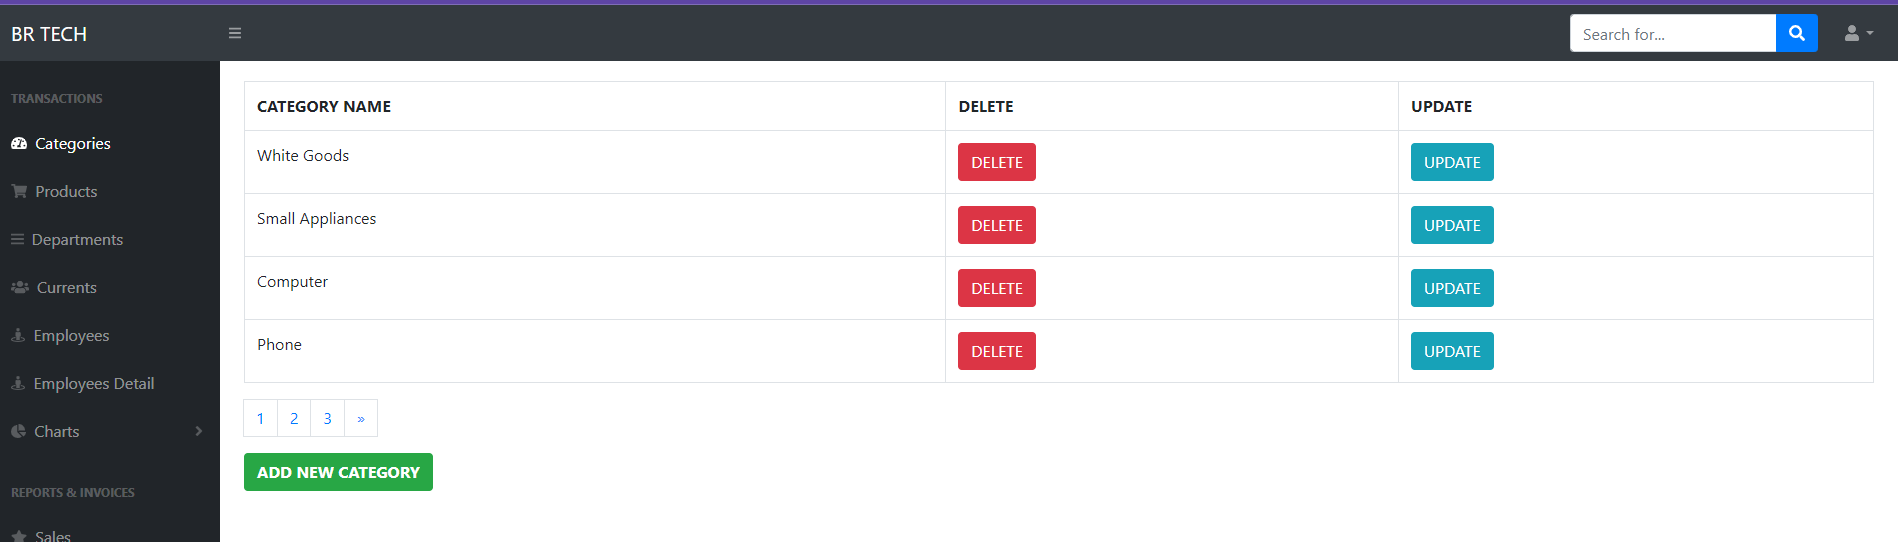 BR TECH
Search for...
TRANSACTIONS
Categories
Products
Departments
Currents
Employees
Employees Detail
Charts
REPORTS & INVOICES
Sales
CATEGORY NAME DELETE UPDATE
White Goods DELETE UPDATE
Small Appliances DELETE UPDATE
Computer DELETE UPDATE
Phone DELETE UPDATE
1 2 3 »
ADD NEW CATEGORY